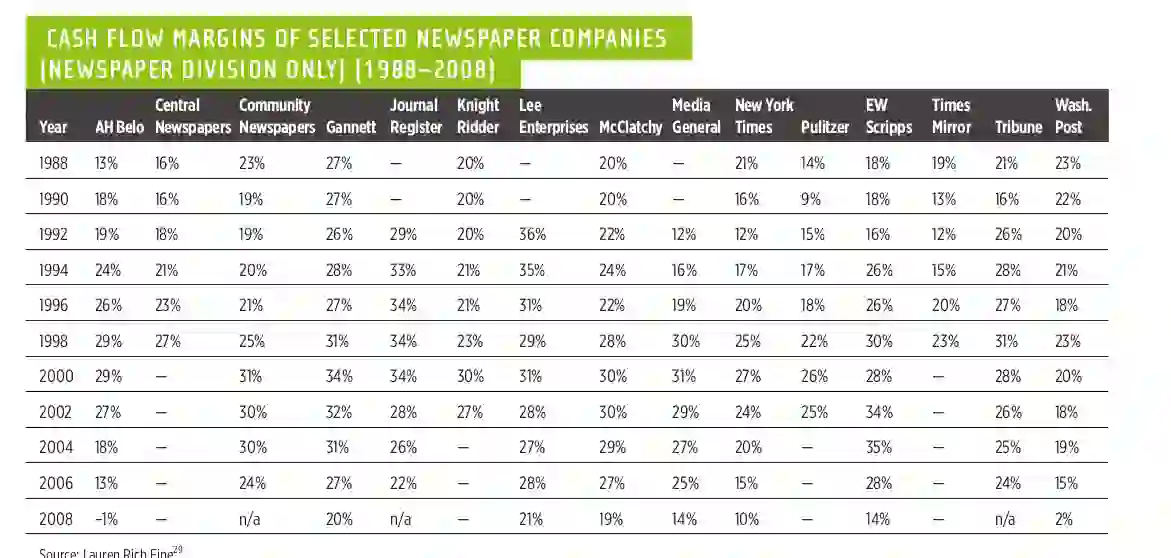 CASH FLOW MARGINS OF SELECTED NEWSPAPER COMPANIES
(NEWSPAPER DIVISION ONLY) (1988–2008)
Year AH Belo Central Newspapers Community Newspapers Gannett Journal Register Knight Ridder Lee Enterprises McClatchy Media General New York Times Pulitzer EW Scripps Times Mirror Tribune Wash. Post
1988 13% 16% 23% 27% — 20% — 20% — 21% 14% 18% 19% 21% 23%
1990 18% 16% 19% 27% — 20% — 20% — 16% 9% 18% 13% 16% 22%
1992 19% 18% 19% 26% 29% 20% 36% 22% 12% 12% 15% 16% 12% 26% 20%
1994 24% 21% 20% 28% 33% 21% 35% 24% 16% 17% 17% 26% 15% 28% 21%
1996 26% 23% 21% 27% 34% 21% 31% 22% 19% 20% 18% 26% 20% 27% 18%
1998 29% 27% 25% 31% 34% 23% 29% 28% 30% 25% 22% 30% 23% 31% 23%
2000 29% — 31% 34% 34% 30% 31% 30% 31% 27% 26% 28% — 28% 20%
2002 27% — 30% 32% 28% 27% 28% 30% 29% 24% 25% 34% — 26% 18%
2004 18% — 30% 31% 26% — 27% 29% 27% 20% — 35% — 25% 19%
2006 13% — 24% 27% 22% — 28% 27% 25% 15% — 28% — 24% 15%
2008 –1% — n/a 20% n/a — 21% 19% 14% 10% — 14% — n/a 2%
Source: Lauren Rich Fine29